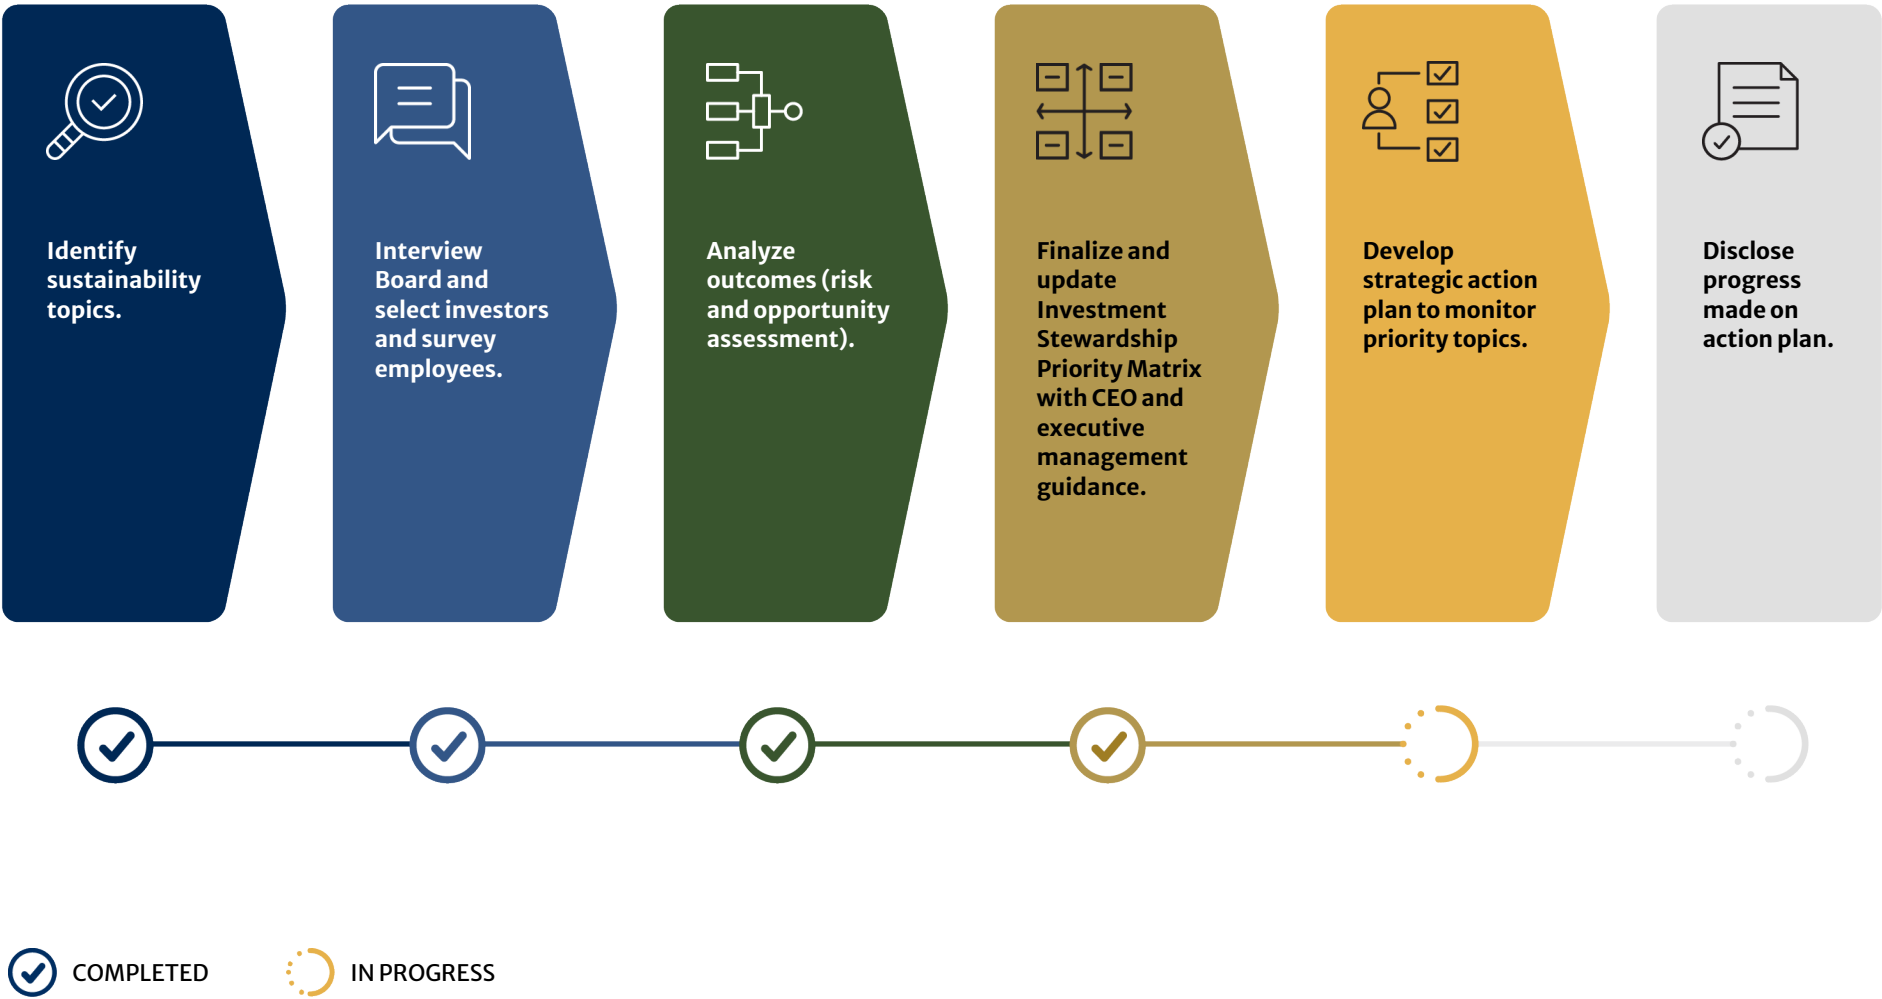 Identify
sustainability
topics.
Interview
Board and
select investors
and survey
employees.
Analyze
outcomes (risk
and opportunity
assessment).
Finalize and
update
Investment
Stewardship
Priority Matrix
with CEO and
executive
management
guidance.
Develop
strategic action
plan to monitor
priority topics.
Disclose
progress
made on
action plan.
COMPLETED
IN PROGRESS